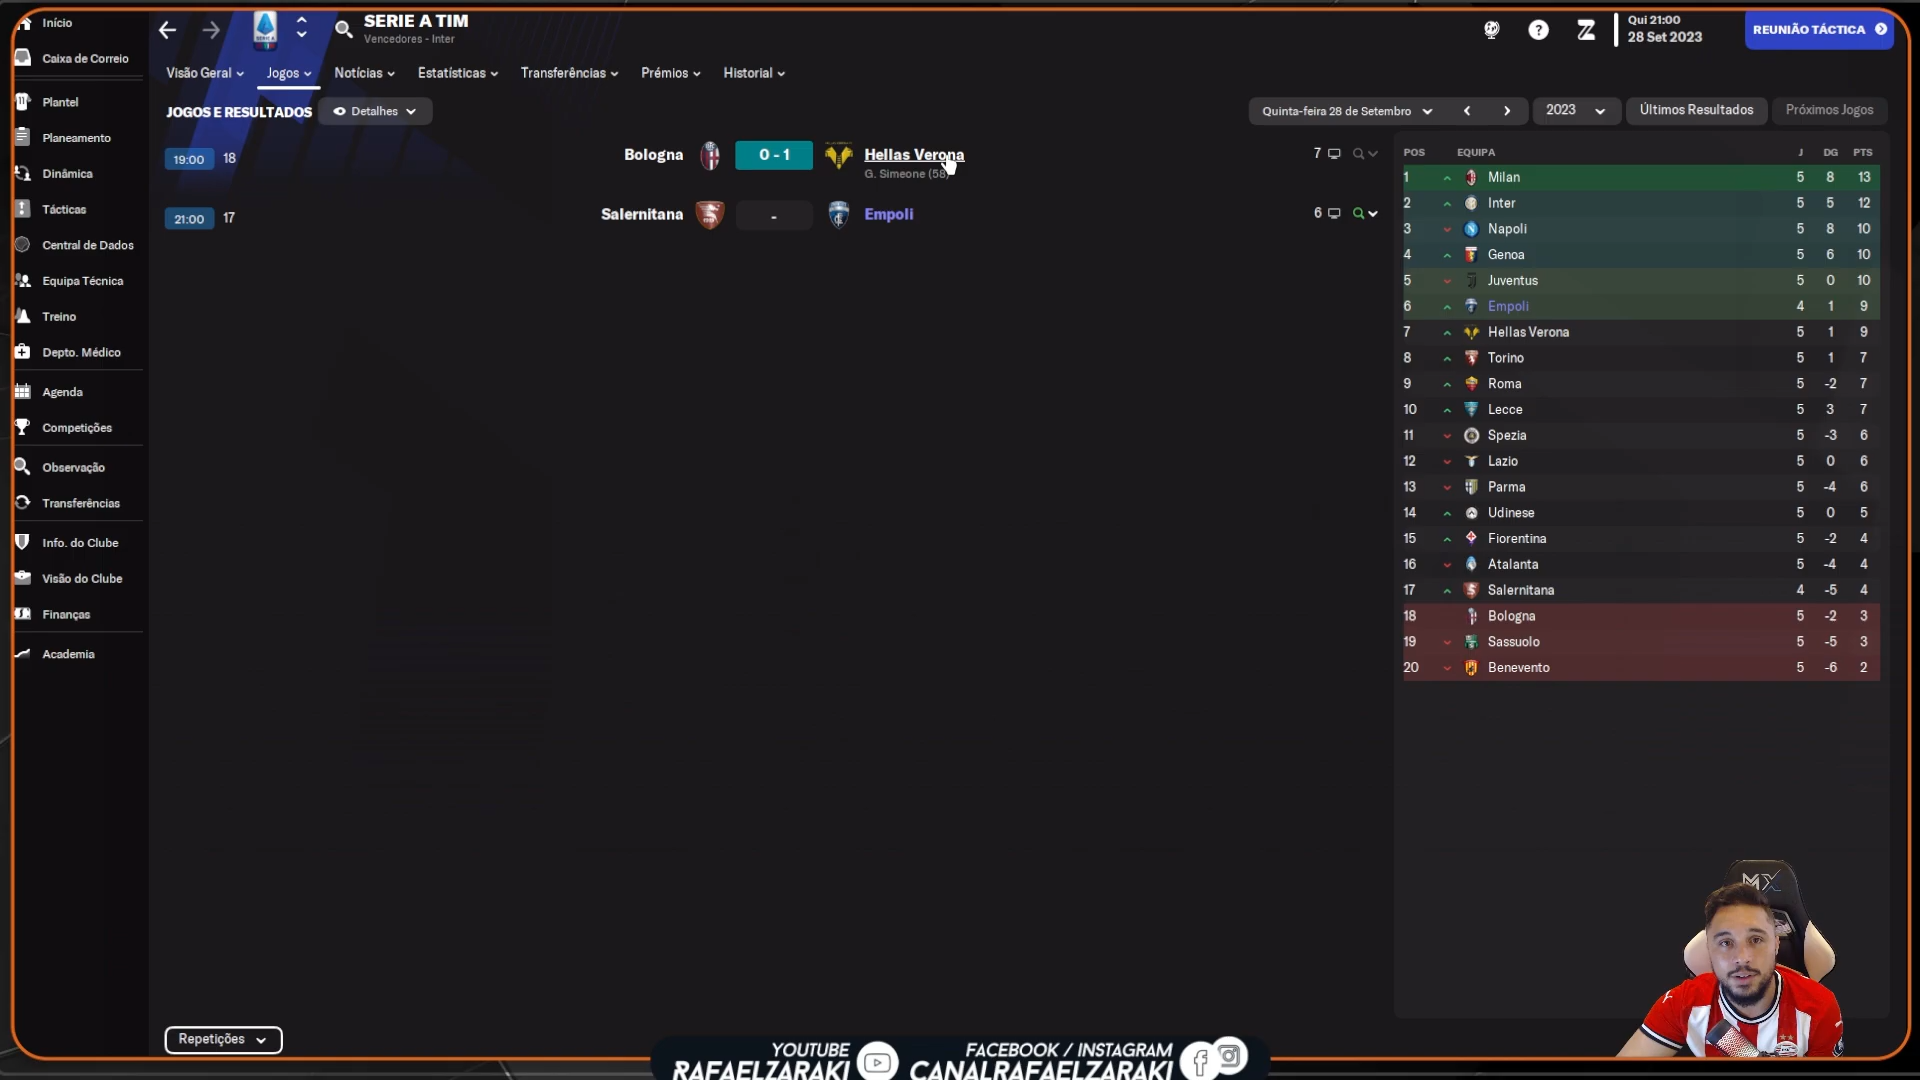 Início
Caixa de Correio
Plantel
Planeamento
Dinâmica
Tácticas
Central de Dados
Equipa Técnica
Treino
Depto. Médico
Agenda
Competições
Observação
Transferências
Info. do Clube
Visão do Clube
Finanças
Academia
SERIE A TIM
Vencedores - Inter
Qui 21:00
28 Set 2023
REUNIÃO TÁCTICA
Visão Geral Jogos Notícias Estatísticas Transferências Prémios Historial
JOGOS E RESULTADOS Detalhes
Quinta-feira 28 de Setembro 2023 Últimos Resultados Próximos Jogos
19:00 18 Bologna 0 - 1 Hellas Verona 7
G. Simeone (58)
21:00 17 Salernitana - Empoli 6
POS EQUIPA J DG PTS
1 Milan 5 8 13
2 Inter 5 5 12
3 Napoli 5 8 10
4 Genoa 5 6 10
5 Juventus 5 0 10
6 Empoli 4 1 9
7 Hellas Verona 5 1 9
8 Torino 5 1 7
9 Roma 5 -2 7
10 Lecce 5 3 7
11 Spezia 5 -3 6
12 Lazio 5 0 6
13 Parma 5 -4 6
14 Udinese 5 0 5
15 Fiorentina 5 -2 4
16 Atalanta 5 -4 4
17 Salernitana 4 -5 4
18 Bologna 5 -2 3
19 Sassuolo 5 -5 3
20 Benevento 5 -6 2
Repetições
YOUTUBE
RAFAELZARAKI
FACEBOOK / INSTAGRAM
CANALRAFAELZARAKI